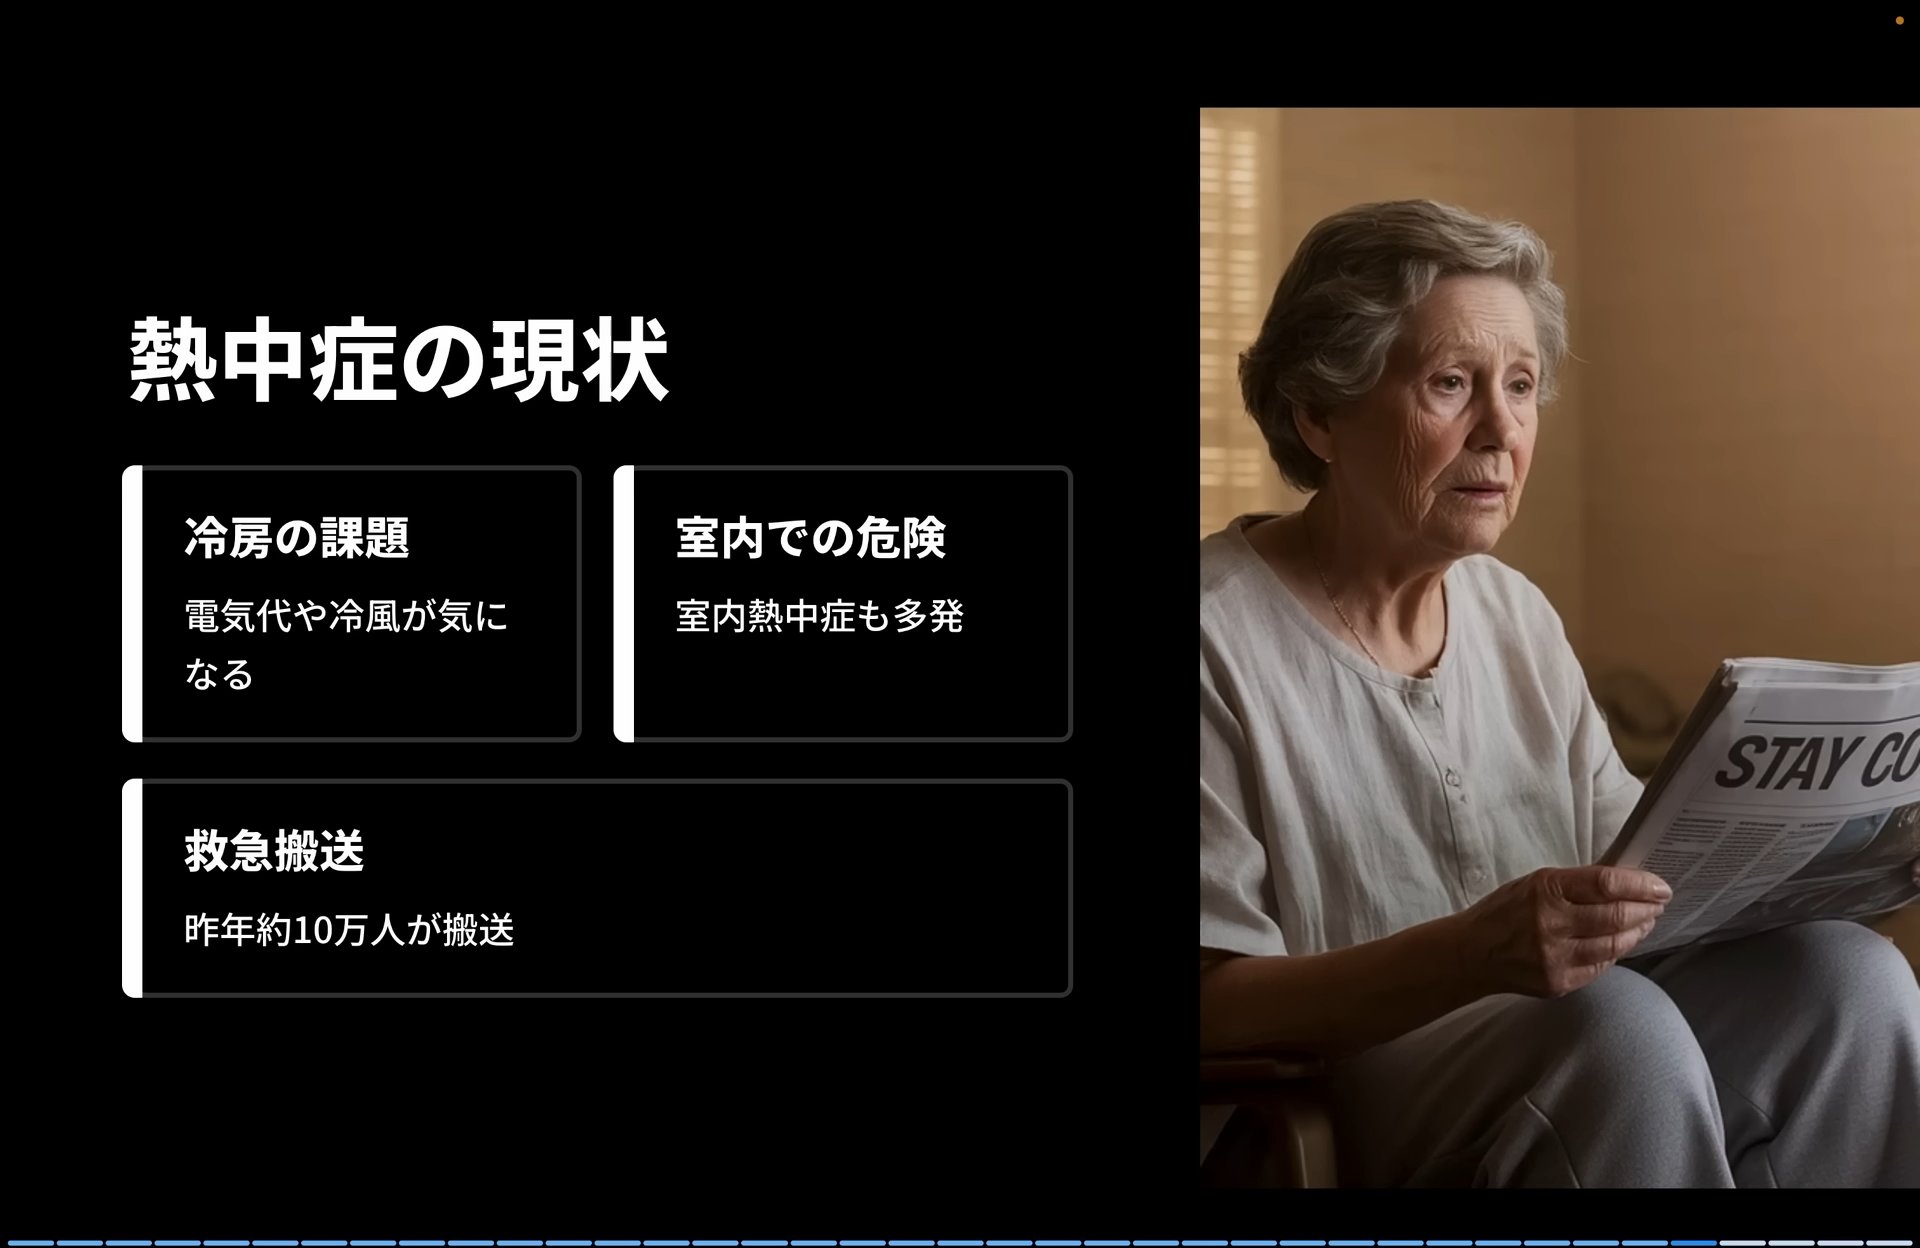 熱中症の現状
冷房の課題
電気代や冷風が気に
なる
室内での危険
室内熱中症も多発
救急搬送
昨年約10万人が搬送
STAY CO